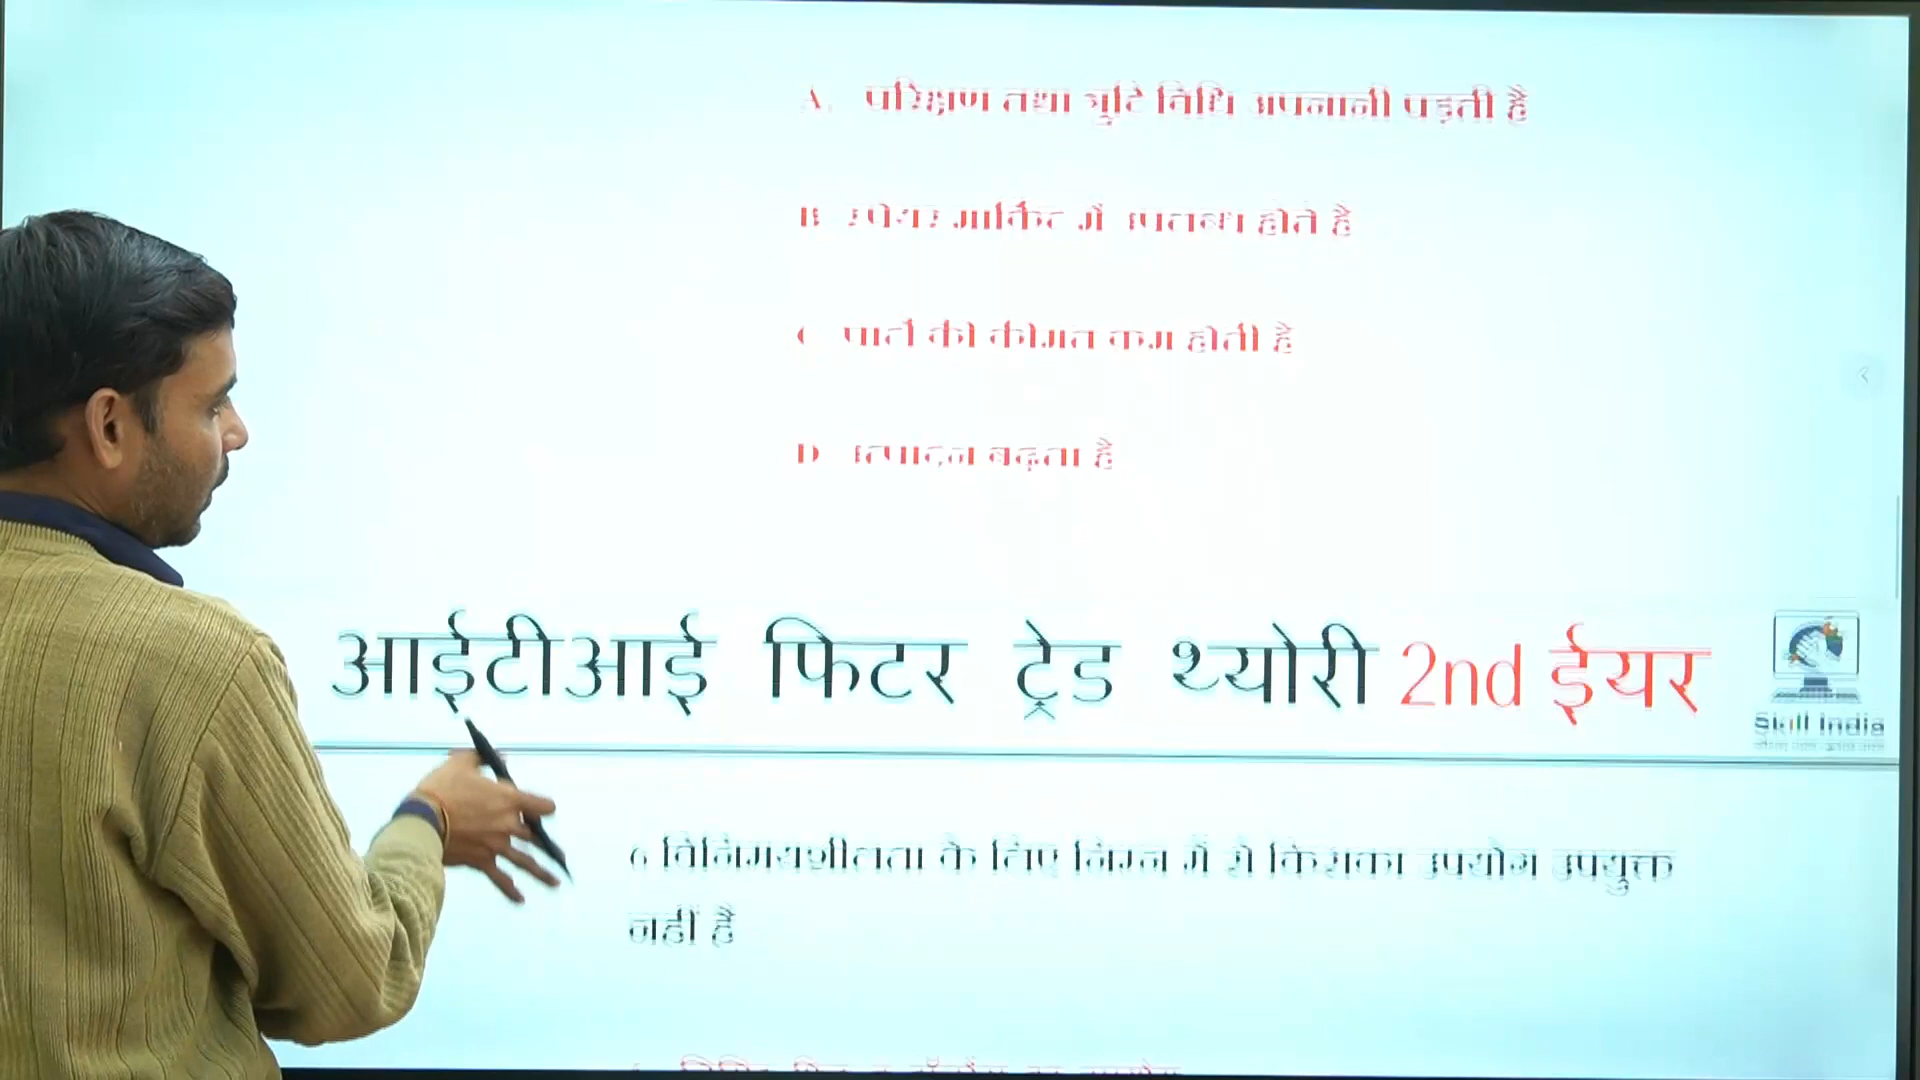 A. परिक्षण तथा त्रुटि विधि अपनानी पड़ती है
B स्पेयर मार्किट में उपलब्ध होते है
C पार्ट की कीमत कम होती है
D उत्पादन बढ़ता है
आईटीआई फिटर ट्रेड थ्योरी 2nd ईयर
Skill India
6 विनिमयशीलता के लिए निम्न में से किसका उपयोग उपयुक्त
नहीं है